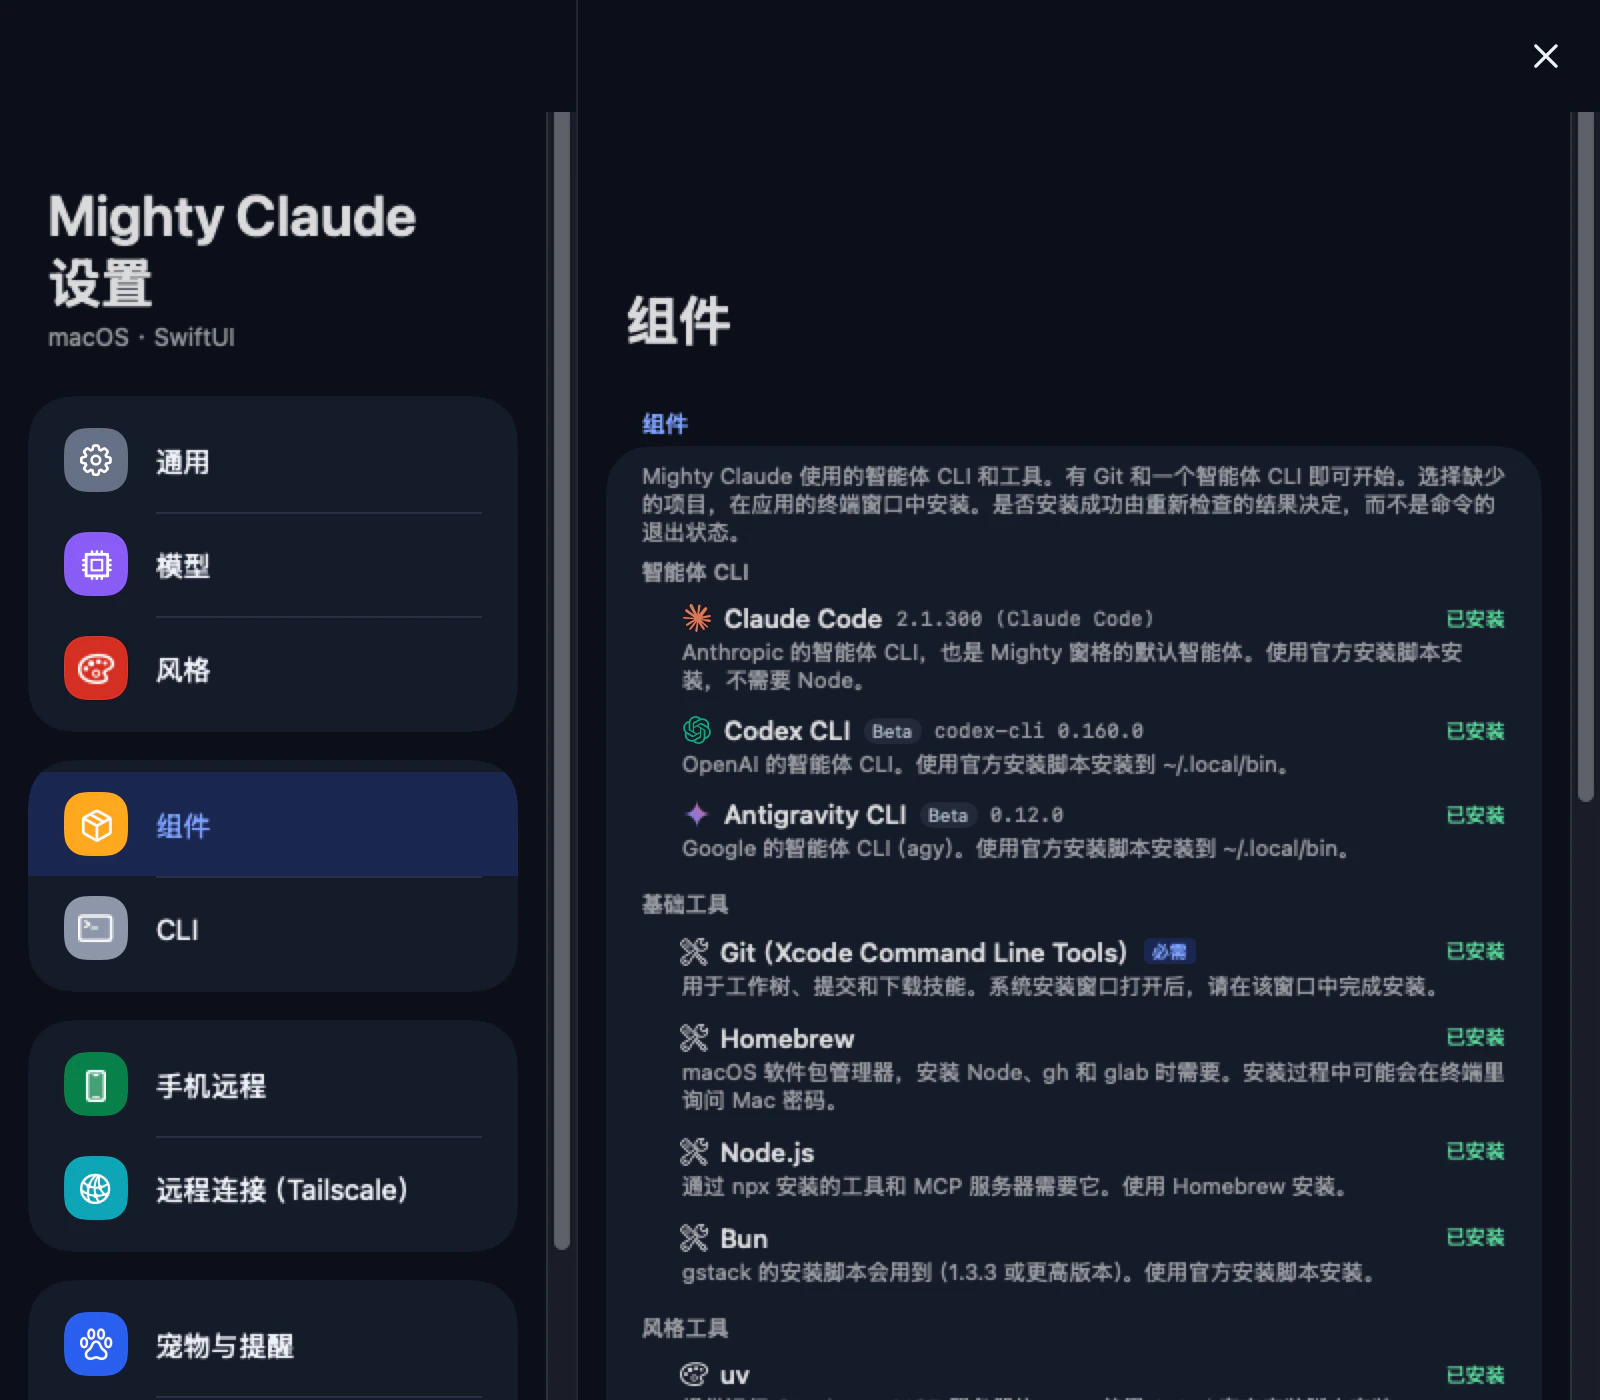 Mighty Claude
设置
macOS · SwiftUI
通用
模型
风格
组件
CLI
手机远程
远程连接 (Tailscale)
宠物与提醒
组件
组件
Mighty Claude 使用的智能体 CLI 和工具。有 Git 和一个智能体 CLI 即可开始。选择缺少
的项目，在应用的终端窗口中安装。是否安装成功由重新检查的结果决定，而不是命令的
退出状态。
智能体 CLI
Claude Code 2.1.300 (Claude Code) 已安装
Anthropic 的智能体 CLI，也是 Mighty 窗格的默认智能体。使用官方安装脚本安
装，不需要 Node。
Codex CLI Beta codex-cli 0.160.0 已安装
OpenAI 的智能体 CLI。使用官方安装脚本安装到 ~/.local/bin。
Antigravity CLI Beta 0.12.0 已安装
Google 的智能体 CLI (agy)。使用官方安装脚本安装到 ~/.local/bin。
基础工具
Git (Xcode Command Line Tools) 必需 已安装
用于工作树、提交和下载技能。系统安装窗口打开后，请在该窗口中完成安装。
Homebrew 已安装
macOS 软件包管理器，安装 Node、gh 和 glab 时需要。安装过程中可能会在终端里
询问 Mac 密码。
Node.js 已安装
通过 npx 安装的工具和 MCP 服务器需要它。使用 Homebrew 安装。
Bun 已安装
gstack 的安装脚本会用到 (1.3.3 或更高版本)。使用官方安装脚本安装。
风格工具
uv 已安装